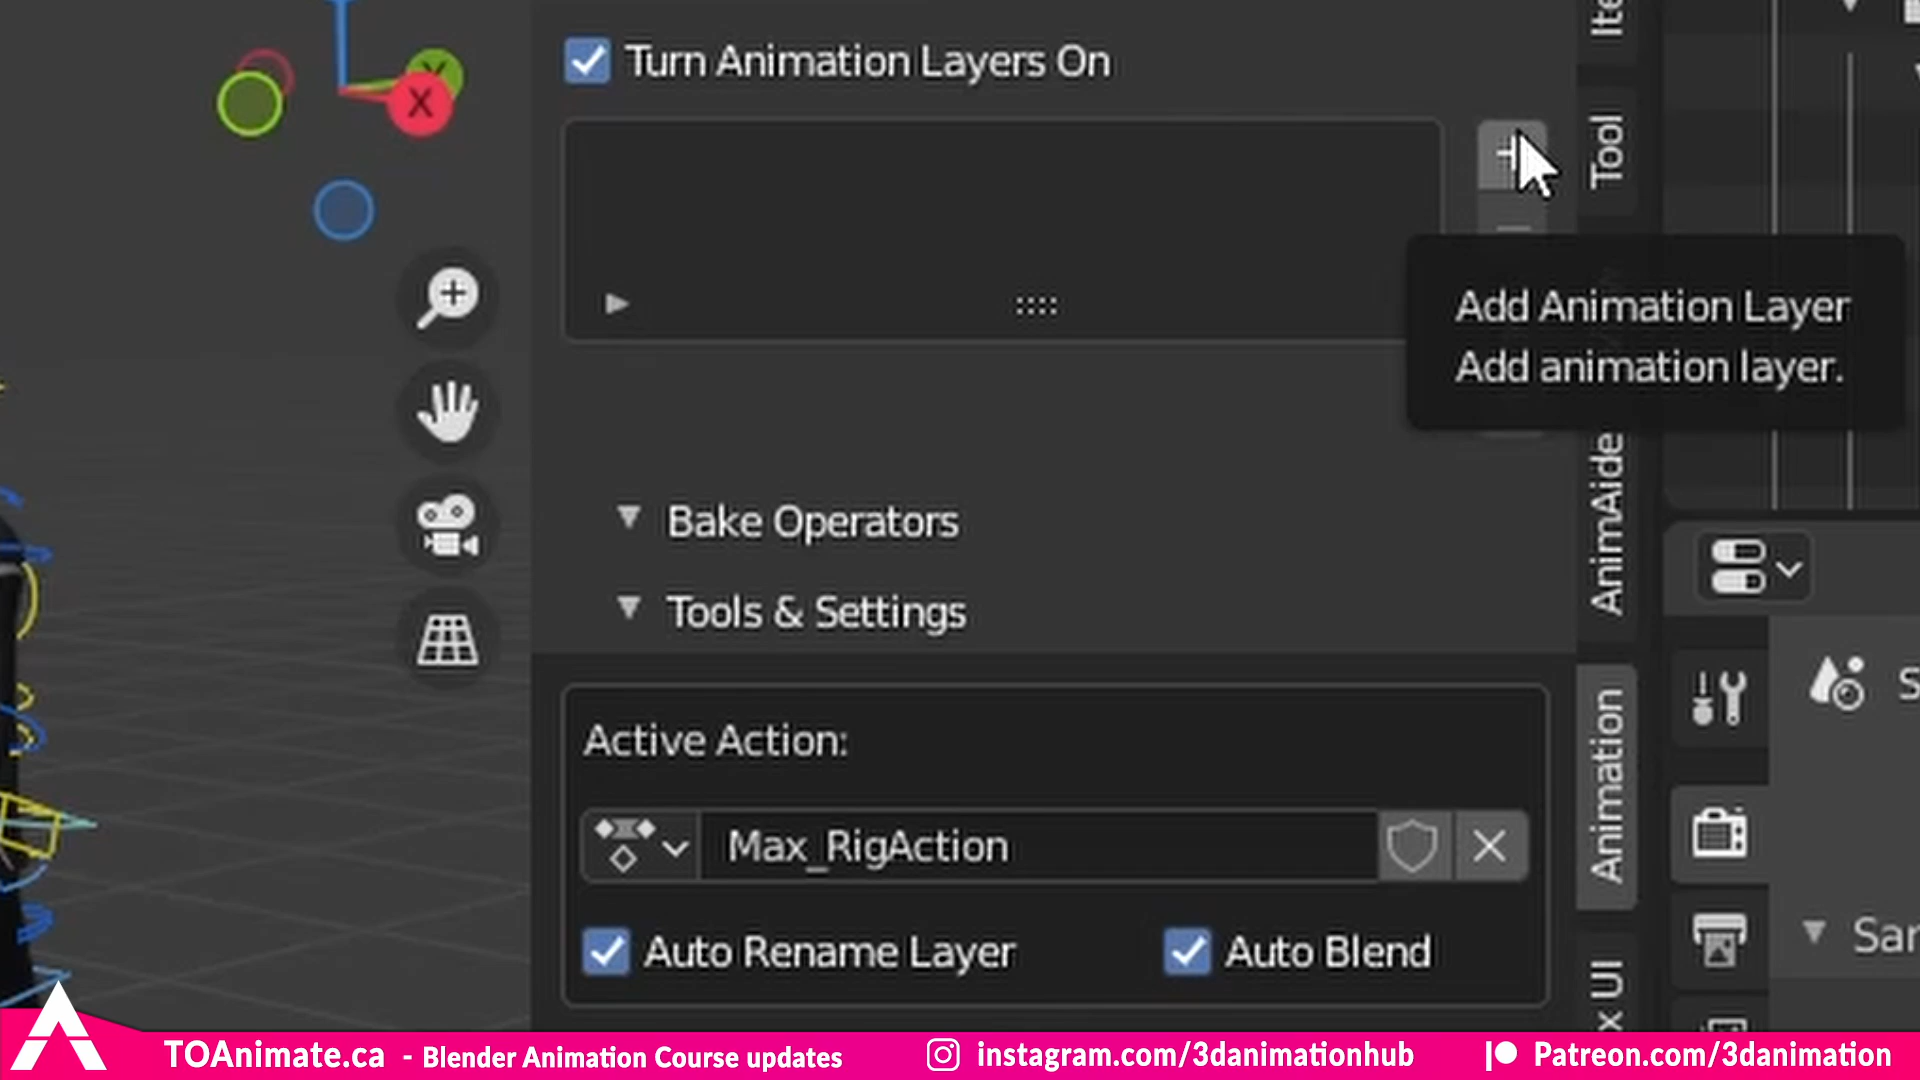 Turn Animation Layers On
Add Animation Layer
Add animation layer.
Bake Operators
Tools & Settings
Active Action:
Max_RigAction
Auto Rename Layer
Auto Blend
Tool
AnimAide
Animation
x UI
Y
X
TOAnimate.ca - Blender Animation Course updates
instagram.com/3danimationhub
Patreon.com/3danimation